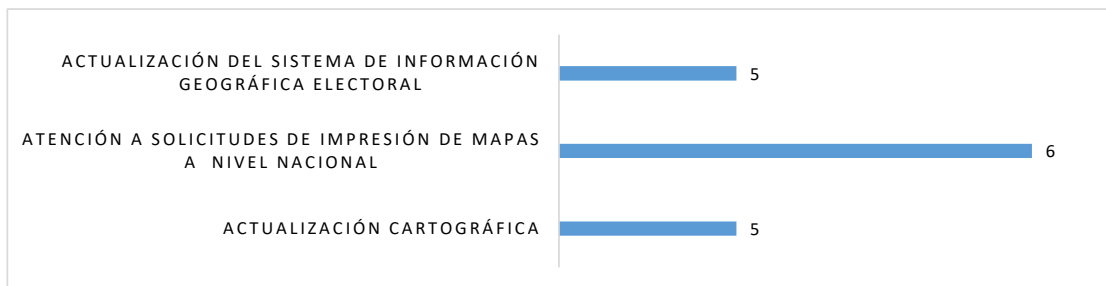 ACTUALIZACIÓN DEL SISTEMA DE INFORMACIÓN
GEOGRÁFICA ELECTORAL
5
ATENCIÓN A SOLICITUDES DE IMPRESIÓN DE MAPAS
A NIVEL NACIONAL
6
ACTUALIZACIÓN CARTOGRÁFICA
5